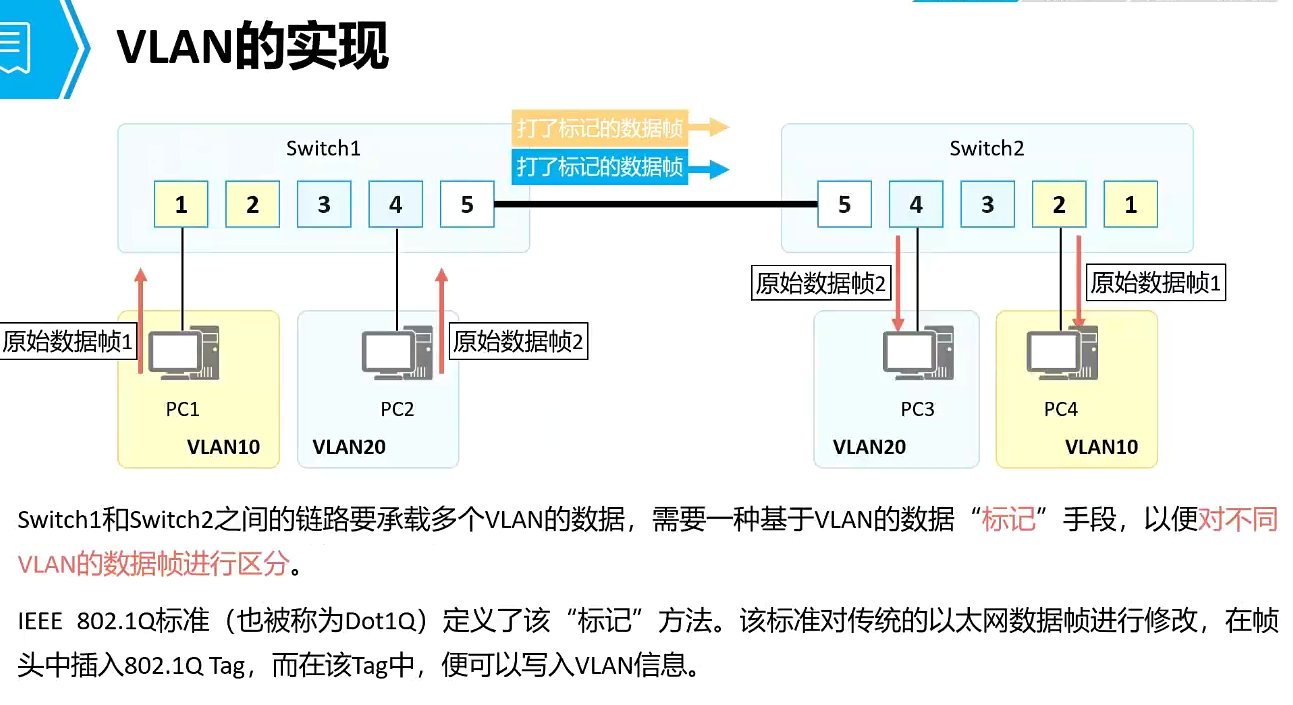 VLAN的实现
打了标记的数据帧
打了标记的数据帧
Switch1
Switch2
1 2 3 4 5
5 4 3 2 1
原始数据帧1
原始数据帧2
原始数据帧2
原始数据帧1
PC1
PC2
PC3
PC4
VLAN10
VLAN20
VLAN20
VLAN10
Switch1和Switch2之间的链路要承载多个VLAN的数据，需要一种基于VLAN的数据“标记”手段，以便对不同
VLAN的数据帧进行区分。
IEEE 802.1Q标准（也被称为Dot1Q）定义了该“标记”方法。该标准对传统的以太网数据帧进行修改，在帧
头中插入802.1Q Tag，而在该Tag中，便可以写入VLAN信息。